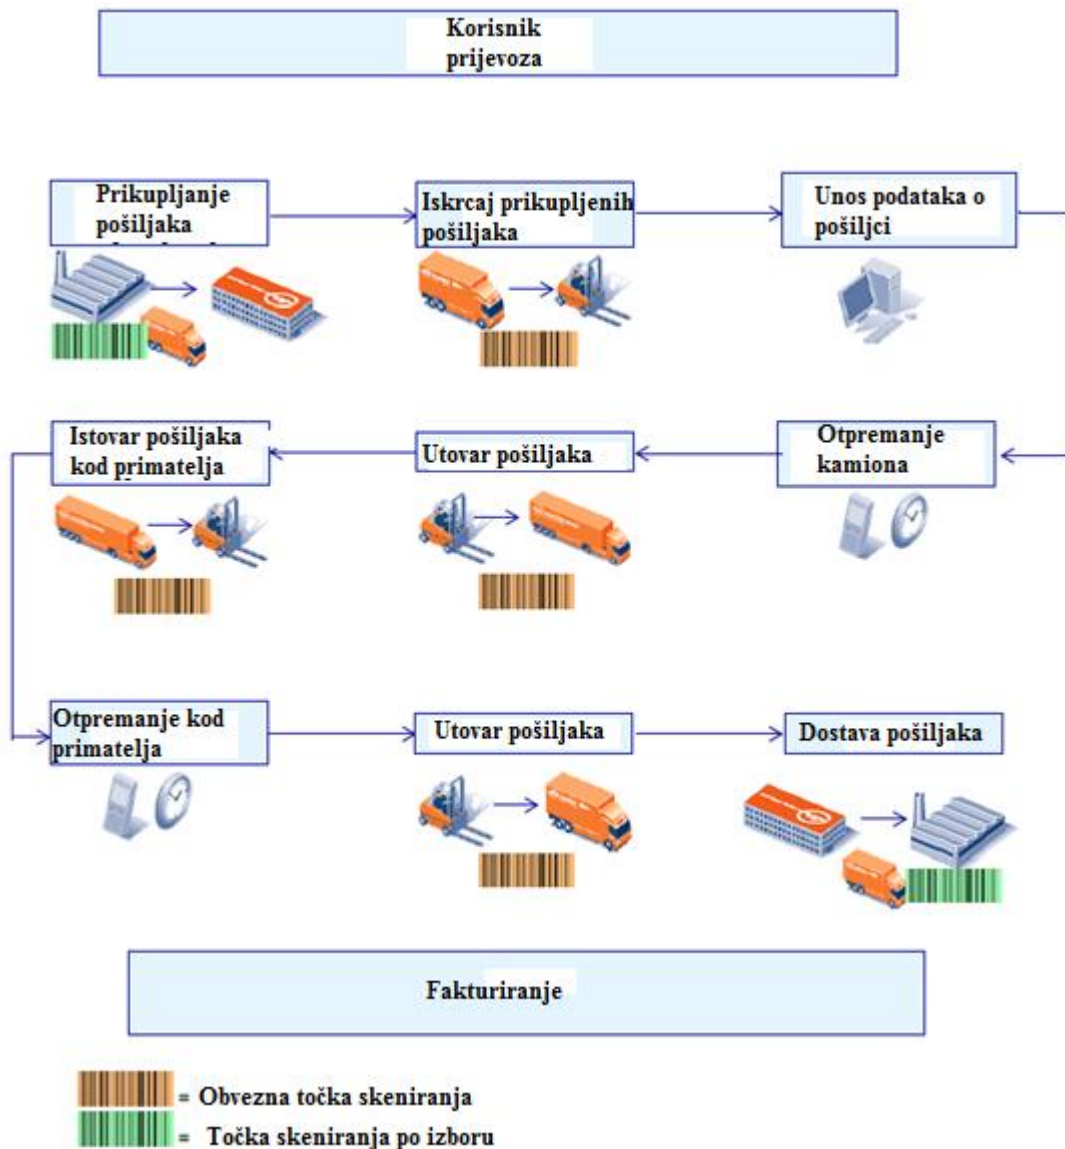 Korisnik
prijevoza
Prikupljanje
pošiljaka
Iskrcaj prikupljenih
pošiljaka
Unos podataka o
pošiljci
Istovar pošiljaka
kod primatelja
Utovar pošiljaka
Otpremanje
kamiona
Otpremanje kod
primatelja
Utovar pošiljaka
Dostava pošiljaka
Fakturiranje
= Obvezna točka skeniranja
= Točka skeniranja po izboru